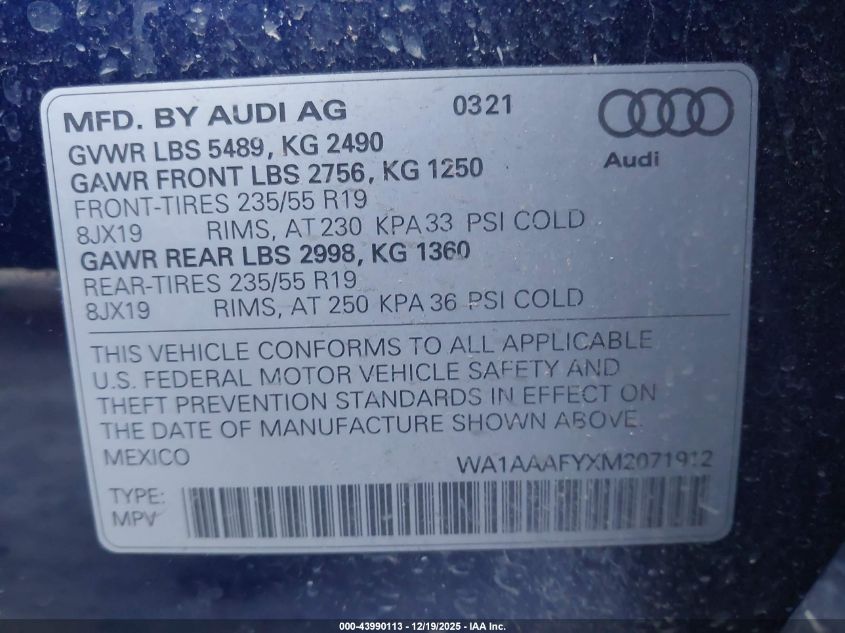 MFD. BY AUDI AG 0321
Audi
GVWR LBS 5489, KG 2490
GAWR FRONT LBS 2756, KG 1250
FRONT-TIRES 235/55 R19
8JX19 RIMS, AT 230 KPA 33 PSI COLD
GAWR REAR LBS 2998, KG 1360
REAR-TIRES 235/55 R19
8JX19 RIMS, AT 250 KPA 36 PSI COLD
THIS VEHICLE CONFORMS TO ALL APPLICABLE
U.S. FEDERAL MOTOR VEHICLE SAFETY AND
THEFT PREVENTION STANDARDS IN EFFECT ON
THE DATE OF MANUFACTURE SHOWN ABOVE.
MEXICO WA1AAAFYXM2071912
TYPE:
MPV
000-43990113 - 12/19/2025 - IAA Inc.